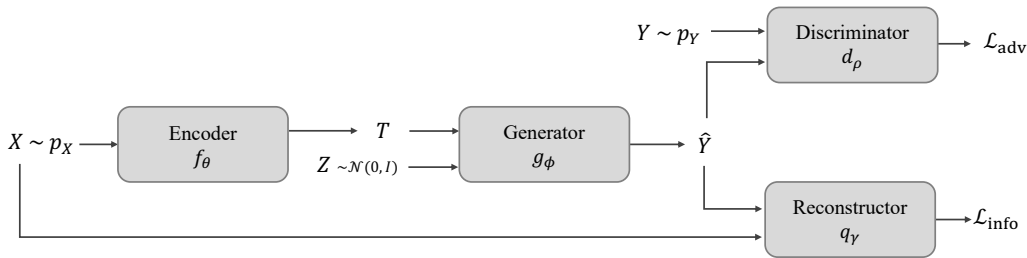 Y ~ p_Y
Discriminator
d_ρ
ℒ_adv
X ~ p_X
Encoder
f_θ
T
Z ~𝒩(0, I)
Generator
g_ϕ
Ŷ
Reconstructor
q_γ
ℒ_info